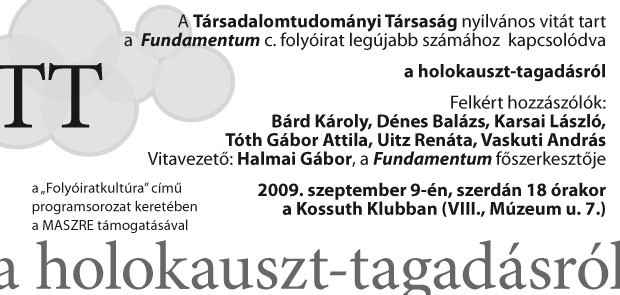 A Társadalomtudományi Társaság nyilvános vitát tart
a Fundamentum c. folyóirat legújabb számához kapcsolódva
TT
a holokauszt-tagadásról
Felkért hozzászólók:
Bárd Károly, Dénes Balázs, Karsai László,
Tóth Gábor Attila, Uitz Renáta, Vaskuti András
Vitavezető: Halmai Gábor, a Fundamentum főszerkesztője
a „Folyóiratkultúra” című
programsorozat keretében
a MASZRE támogatásával
2009. szeptember 9-én, szerdán 18 órakor
a Kossuth Klubban (VIII., Múzeum u. 7.)
a holokauszt-tagadásról